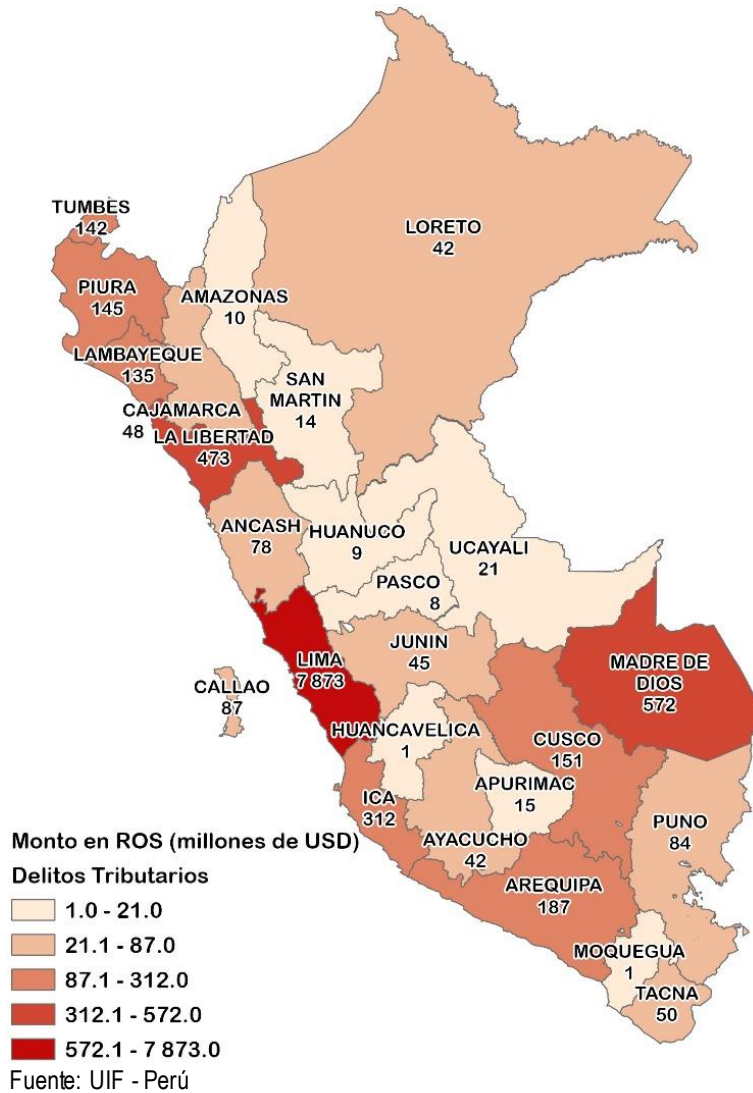 TUMBES
142
LORETO
42
PIURA
145
AMAZONAS
10
LAMBAYEQUE
135
SAN
MARTIN
14
CAJAMARCA
48
LA LIBERTAD
473
ANCASH
78
HUANUCO
9
UCAYALI
21
PASCO
8
JUNIN
45
LIMA
7 873
MADRE DE
DIOS
572
CALLAO
87
HUANCAVELICA
1
CUSCO
151
APURIMAC
15
ICA
312
PUNO
84
AYACUCHO
42
AREQUIPA
187
MOQUEGUA
1
TACNA
50
Monto en ROS (millones de USD)
Delitos Tributarios
1.0 - 21.0
21.1 - 87.0
87.1 - 312.0
312.1 - 572.0
572.1 - 7 873.0
Fuente: UIF - Perú